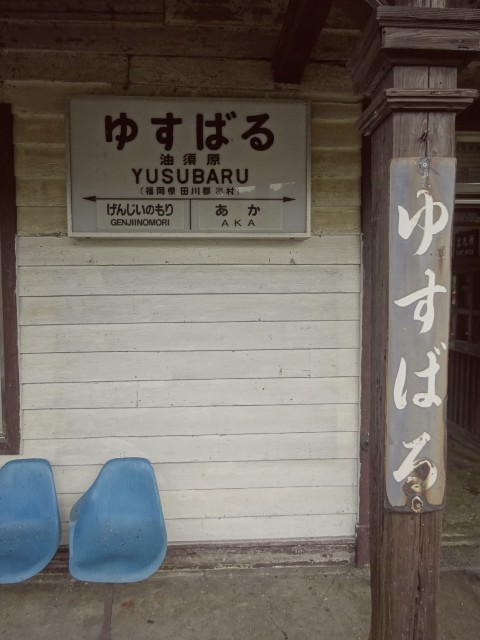 ゆすばる
油須原
YUSUBARU
(福岡県田川郡赤村)
げんじいのもり
GENJIINOMORI
あか
AKA
ゆすばる